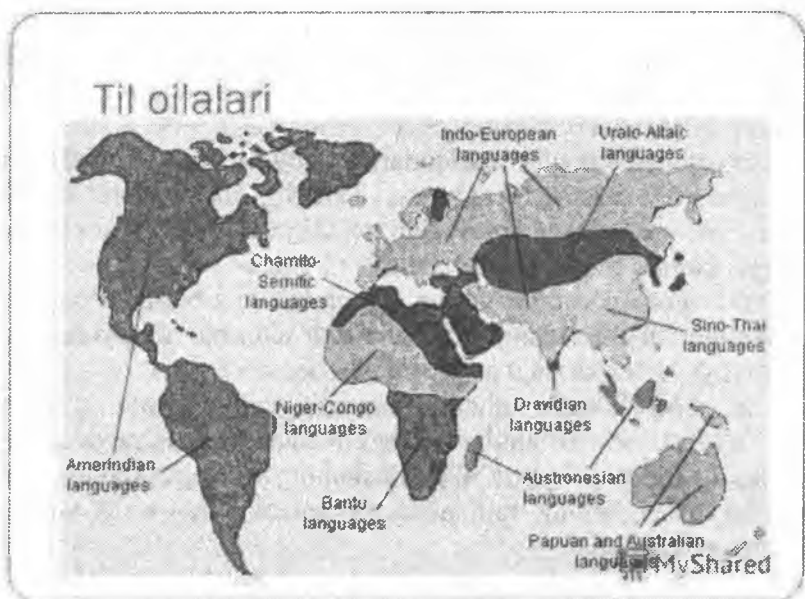 Til oilalari
Indo-European
languages
Uralo-Altaic
languages
Chamito-
Semitic
languages
Sino-Thai
languages
Niger-Congo
languages
Dravidian
languages
Amerindian
languages
Bantu
languages
Austronesian
languages
Papuan and Australian
languages
MyShared